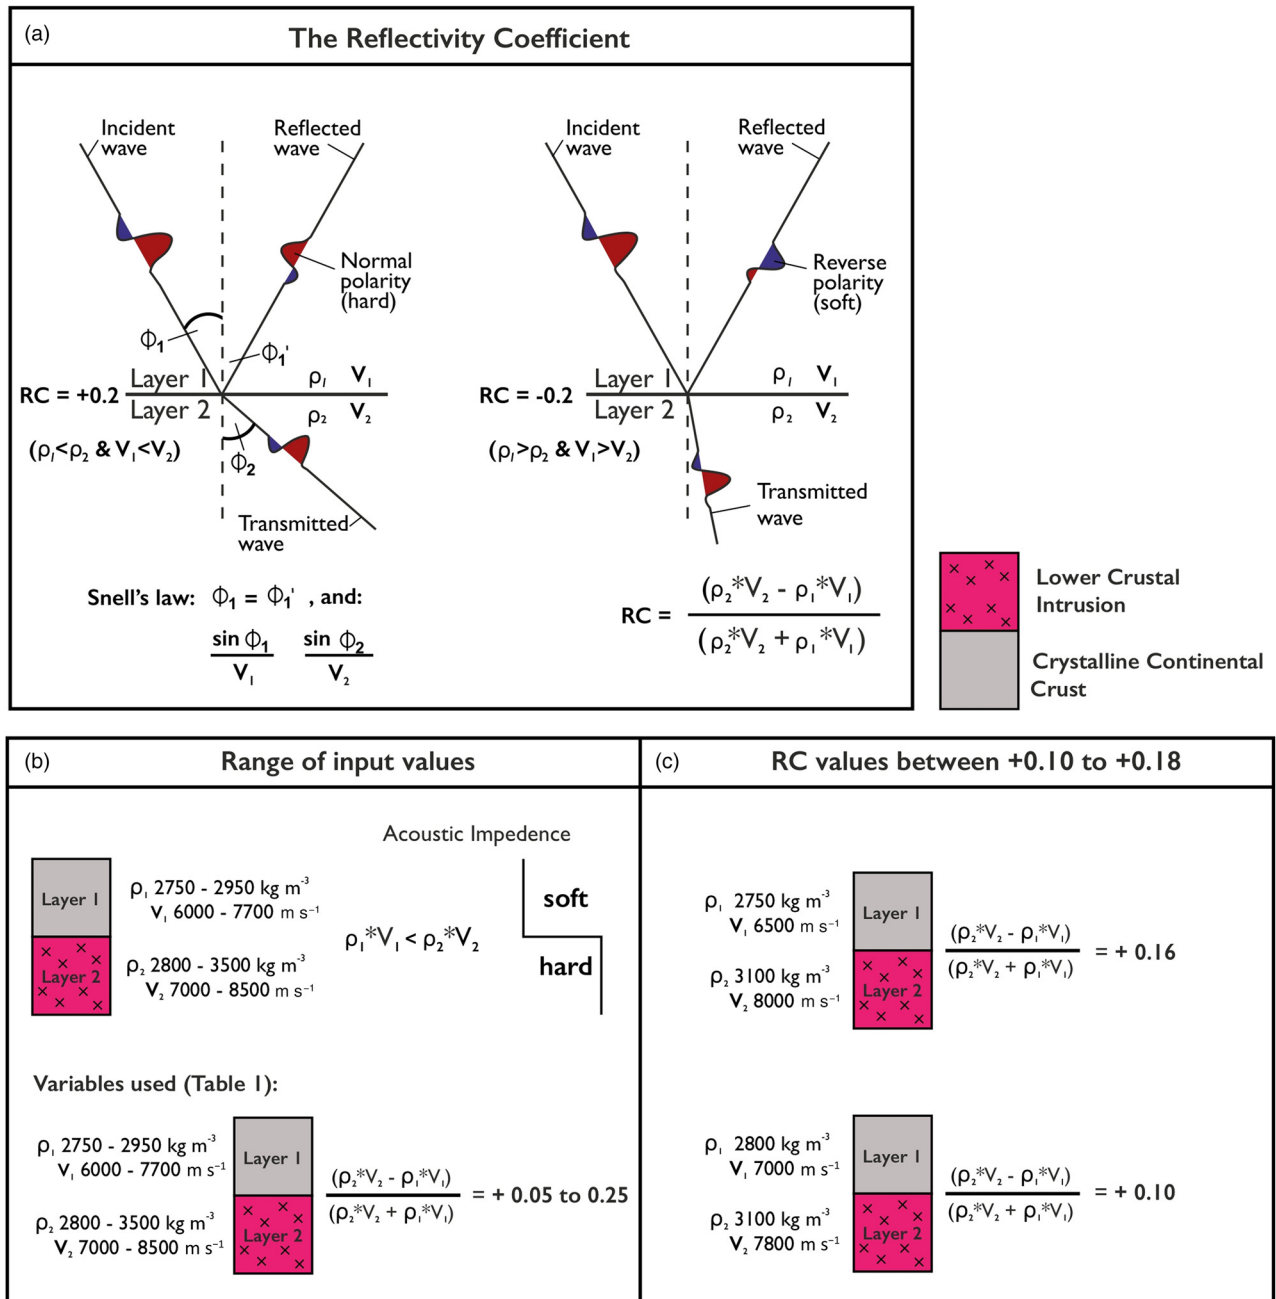 (a)
The Reflectivity Coefficient
Incident
wave
Reflected
wave
Normal
polarity
(hard)
Φ₁
Φ₁'
Layer 1
ρ₁ V₁
RC = +0.2
Layer 2
ρ₂ V₂
(ρ₁<ρ₂ & V₁<V₂)
Φ₂
Transmitted
wave
Incident
wave
Reflected
wave
Reverse
polarity
(soft)
Layer 1
ρ₁ V₁
RC = -0.2
Layer 2
ρ₂ V₂
(ρ₁>ρ₂ & V₁>V₂)
Transmitted
wave
Snell's law: Φ₁ = Φ₁' , and:
sin Φ₁ sin Φ₂
V₁ V₂
(ρ₂*V₂ - ρ₁*V₁)
RC =
(ρ₂*V₂ + ρ₁*V₁)
Lower Crustal
Intrusion
Crystalline Continental
Crust
(b)
Range of input values
Acoustic Impedence
Layer 1
ρ₁ 2750 - 2950 kg m⁻³
V₁ 6000 - 7700 m s⁻¹
soft
ρ₁*V₁ < ρ₂*V₂
hard
Layer 2
ρ₂ 2800 - 3500 kg m⁻³
V₂ 7000 - 8500 m s⁻¹
Variables used (Table 1):
ρ₁ 2750 - 2950 kg m⁻³
V₁ 6000 - 7700 m s⁻¹
Layer 1
(ρ₂*V₂ - ρ₁*V₁)
= + 0.05 to 0.25
(ρ₂*V₂ + ρ₁*V₁)
ρ₂ 2800 - 3500 kg m⁻³
V₂ 7000 - 8500 m s⁻¹
Layer 2
(c)
RC values between +0.10 to +0.18
ρ₁ 2750 kg m⁻³
V₁ 6500 m s⁻¹
Layer 1
(ρ₂*V₂ - ρ₁*V₁)
= + 0.16
(ρ₂*V₂ + ρ₁*V₁)
ρ₂ 3100 kg m⁻³
V₂ 8000 m s⁻¹
Layer 2
ρ₁ 2800 kg m⁻³
V₁ 7000 m s⁻¹
Layer 1
(ρ₂*V₂ - ρ₁*V₁)
= + 0.10
(ρ₂*V₂ + ρ₁*V₁)
ρ₂ 3100 kg m⁻³
V₂ 7800 m s⁻¹
Layer 2